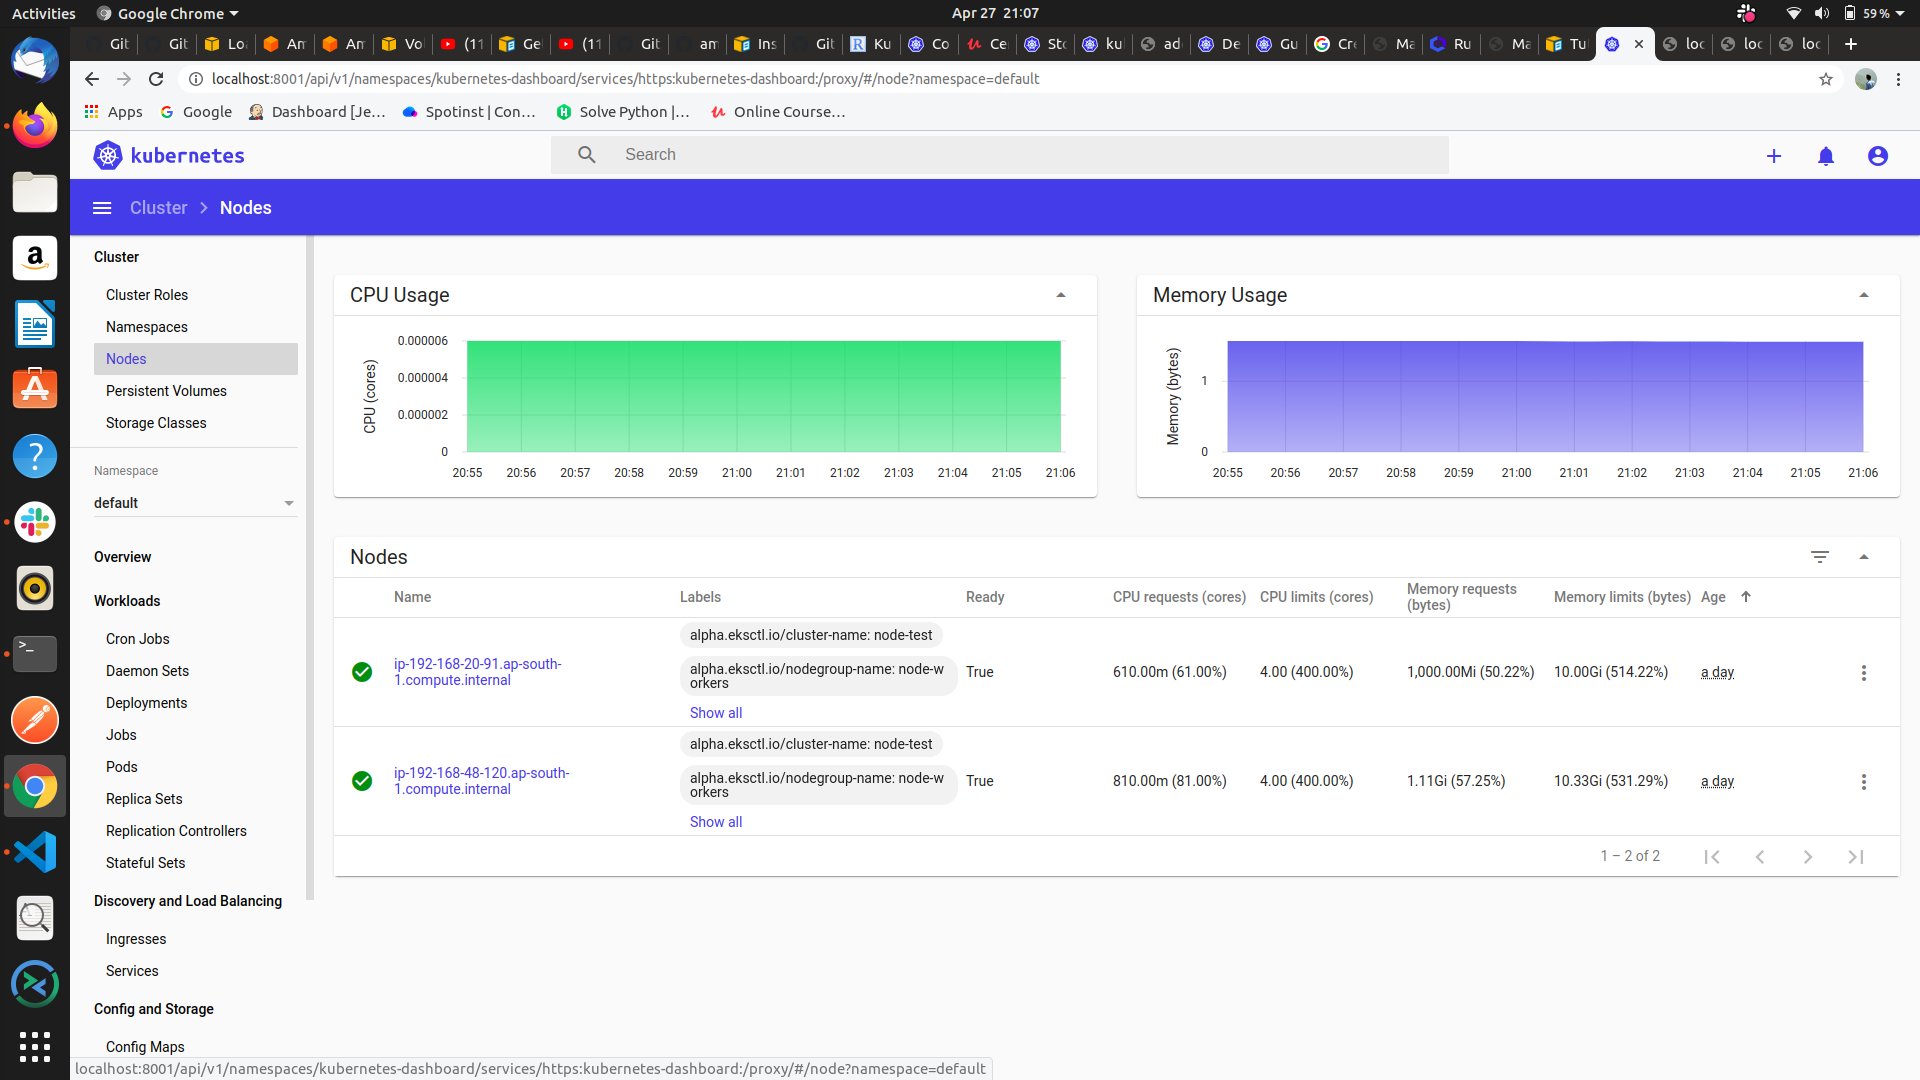 Activities
Google Chrome
Apr 27 21:07
59 %
Git
Git
Loa
Am
Am
Vo
(11
Ge
(11
Git
am
Ins
Git
Ku
Co
Ce
Sto
kul
ad
De
Gu
Cre
Ma
Ru
Ma
Tu
loc
loc
loc
localhost:8001/api/v1/namespaces/kubernetes-dashboard/services/https:kubernetes-dashboard:/proxy/#/node?namespace=default
Apps
Google
Dashboard [Je...
Spotinst | Con...
Solve Python |...
Online Course...
kubernetes
Search
Cluster
Nodes
Cluster
Cluster Roles
Namespaces
Nodes
Persistent Volumes
Storage Classes
Namespace
default
Overview
Workloads
Cron Jobs
Daemon Sets
Deployments
Jobs
Pods
Replica Sets
Replication Controllers
Stateful Sets
Discovery and Load Balancing
Ingresses
Services
Config and Storage
Config Maps
CPU Usage
CPU (cores)
0.000006
0.000004
0.000002
0
20:55 20:56 20:57 20:58 20:59 21:00 21:01 21:02 21:03 21:04 21:05 21:06
Memory Usage
Memory (bytes)
1
0
20:55 20:56 20:57 20:58 20:59 21:00 21:01 21:02 21:03 21:04 21:05 21:06
Nodes
Name
Labels
Ready
CPU requests (cores)
CPU limits (cores)
Memory requests
(bytes)
Memory limits (bytes)
Age
ip-192-168-20-91.ap-south-
1.compute.internal
alpha.eksctl.io/cluster-name: node-test
alpha.eksctl.io/nodegroup-name: node-w
orkers
Show all
True
610.00m (61.00%)
4.00 (400.00%)
1,000.00Mi (50.22%)
10.00Gi (514.22%)
a day
ip-192-168-48-120.ap-south-
1.compute.internal
alpha.eksctl.io/cluster-name: node-test
alpha.eksctl.io/nodegroup-name: node-w
orkers
Show all
True
810.00m (81.00%)
4.00 (400.00%)
1.11Gi (57.25%)
10.33Gi (531.29%)
a day
1 – 2 of 2
localhost:8001/api/v1/namespaces/kubernetes-dashboard/services/https:kubernetes-dashboard:/proxy/#/node?namespace=default